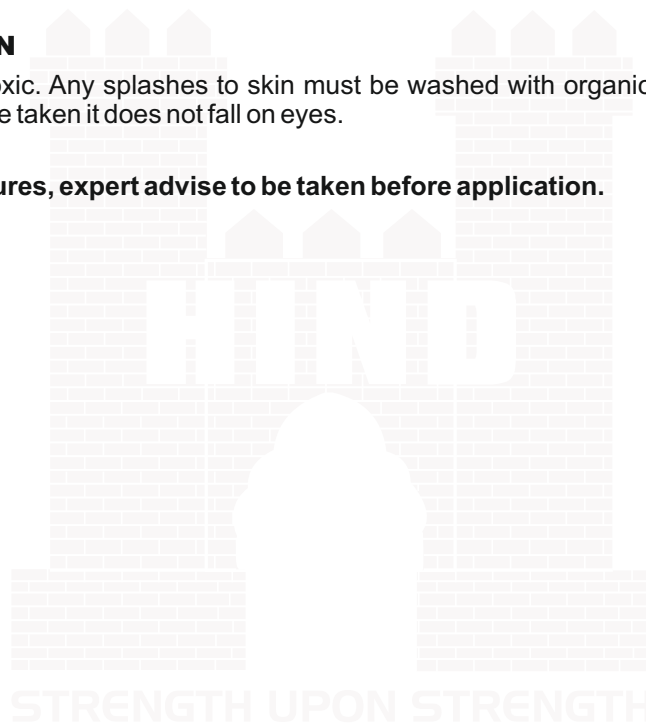 N
oxic. Any splashes to skin must be washed with organic
e taken it does not fall on eyes.
ures, expert advise to be taken before application.
HIND
STRENGTH UPON STRENGTH